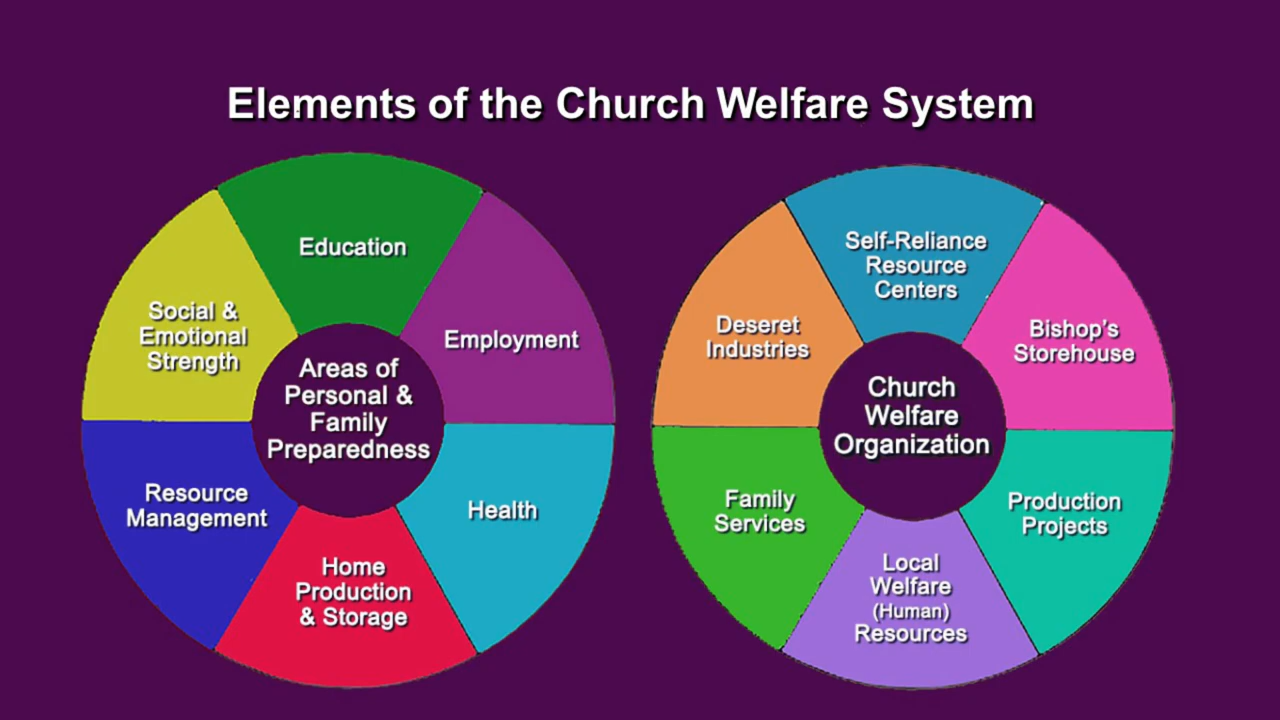 Elements of the Church Welfare System
Education
Employment
Health
Home
Production
& Storage
Resource
Management
Social &
Emotional
Strength
Areas of
Personal &
Family
Preparedness
Self-Reliance
Resource
Centers
Bishop's
Storehouse
Production
Projects
Local
Welfare
(Human)
Resources
Family
Services
Deseret
Industries
Church
Welfare
Organization